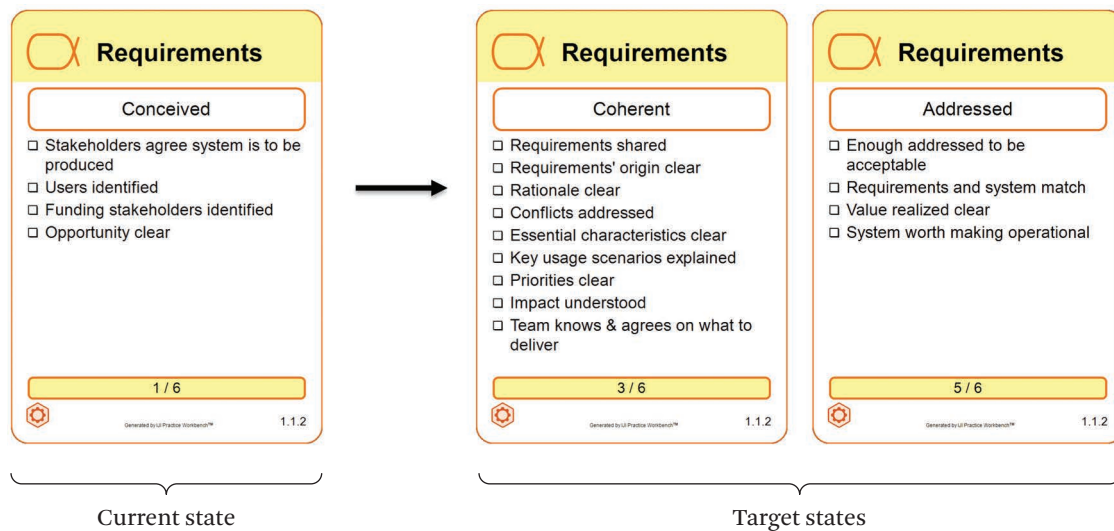 Requirements
Conceived
❏ Stakeholders agree system is to be
produced
❏ Users identified
❏ Funding stakeholders identified
❏ Opportunity clear
1 / 6
Generated by UI Practice Workbench™
1.1.2
Requirements
Coherent
❏ Requirements shared
❏ Requirements' origin clear
❏ Rationale clear
❏ Conflicts addressed
❏ Essential characteristics clear
❏ Key usage scenarios explained
❏ Priorities clear
❏ Impact understood
❏ Team knows & agrees on what to
deliver
3 / 6
Generated by UI Practice Workbench™
1.1.2
Requirements
Addressed
❏ Enough addressed to be
acceptable
❏ Requirements and system match
❏ Value realized clear
❏ System worth making operational
5 / 6
Generated by UI Practice Workbench™
1.1.2
Current state
Target states